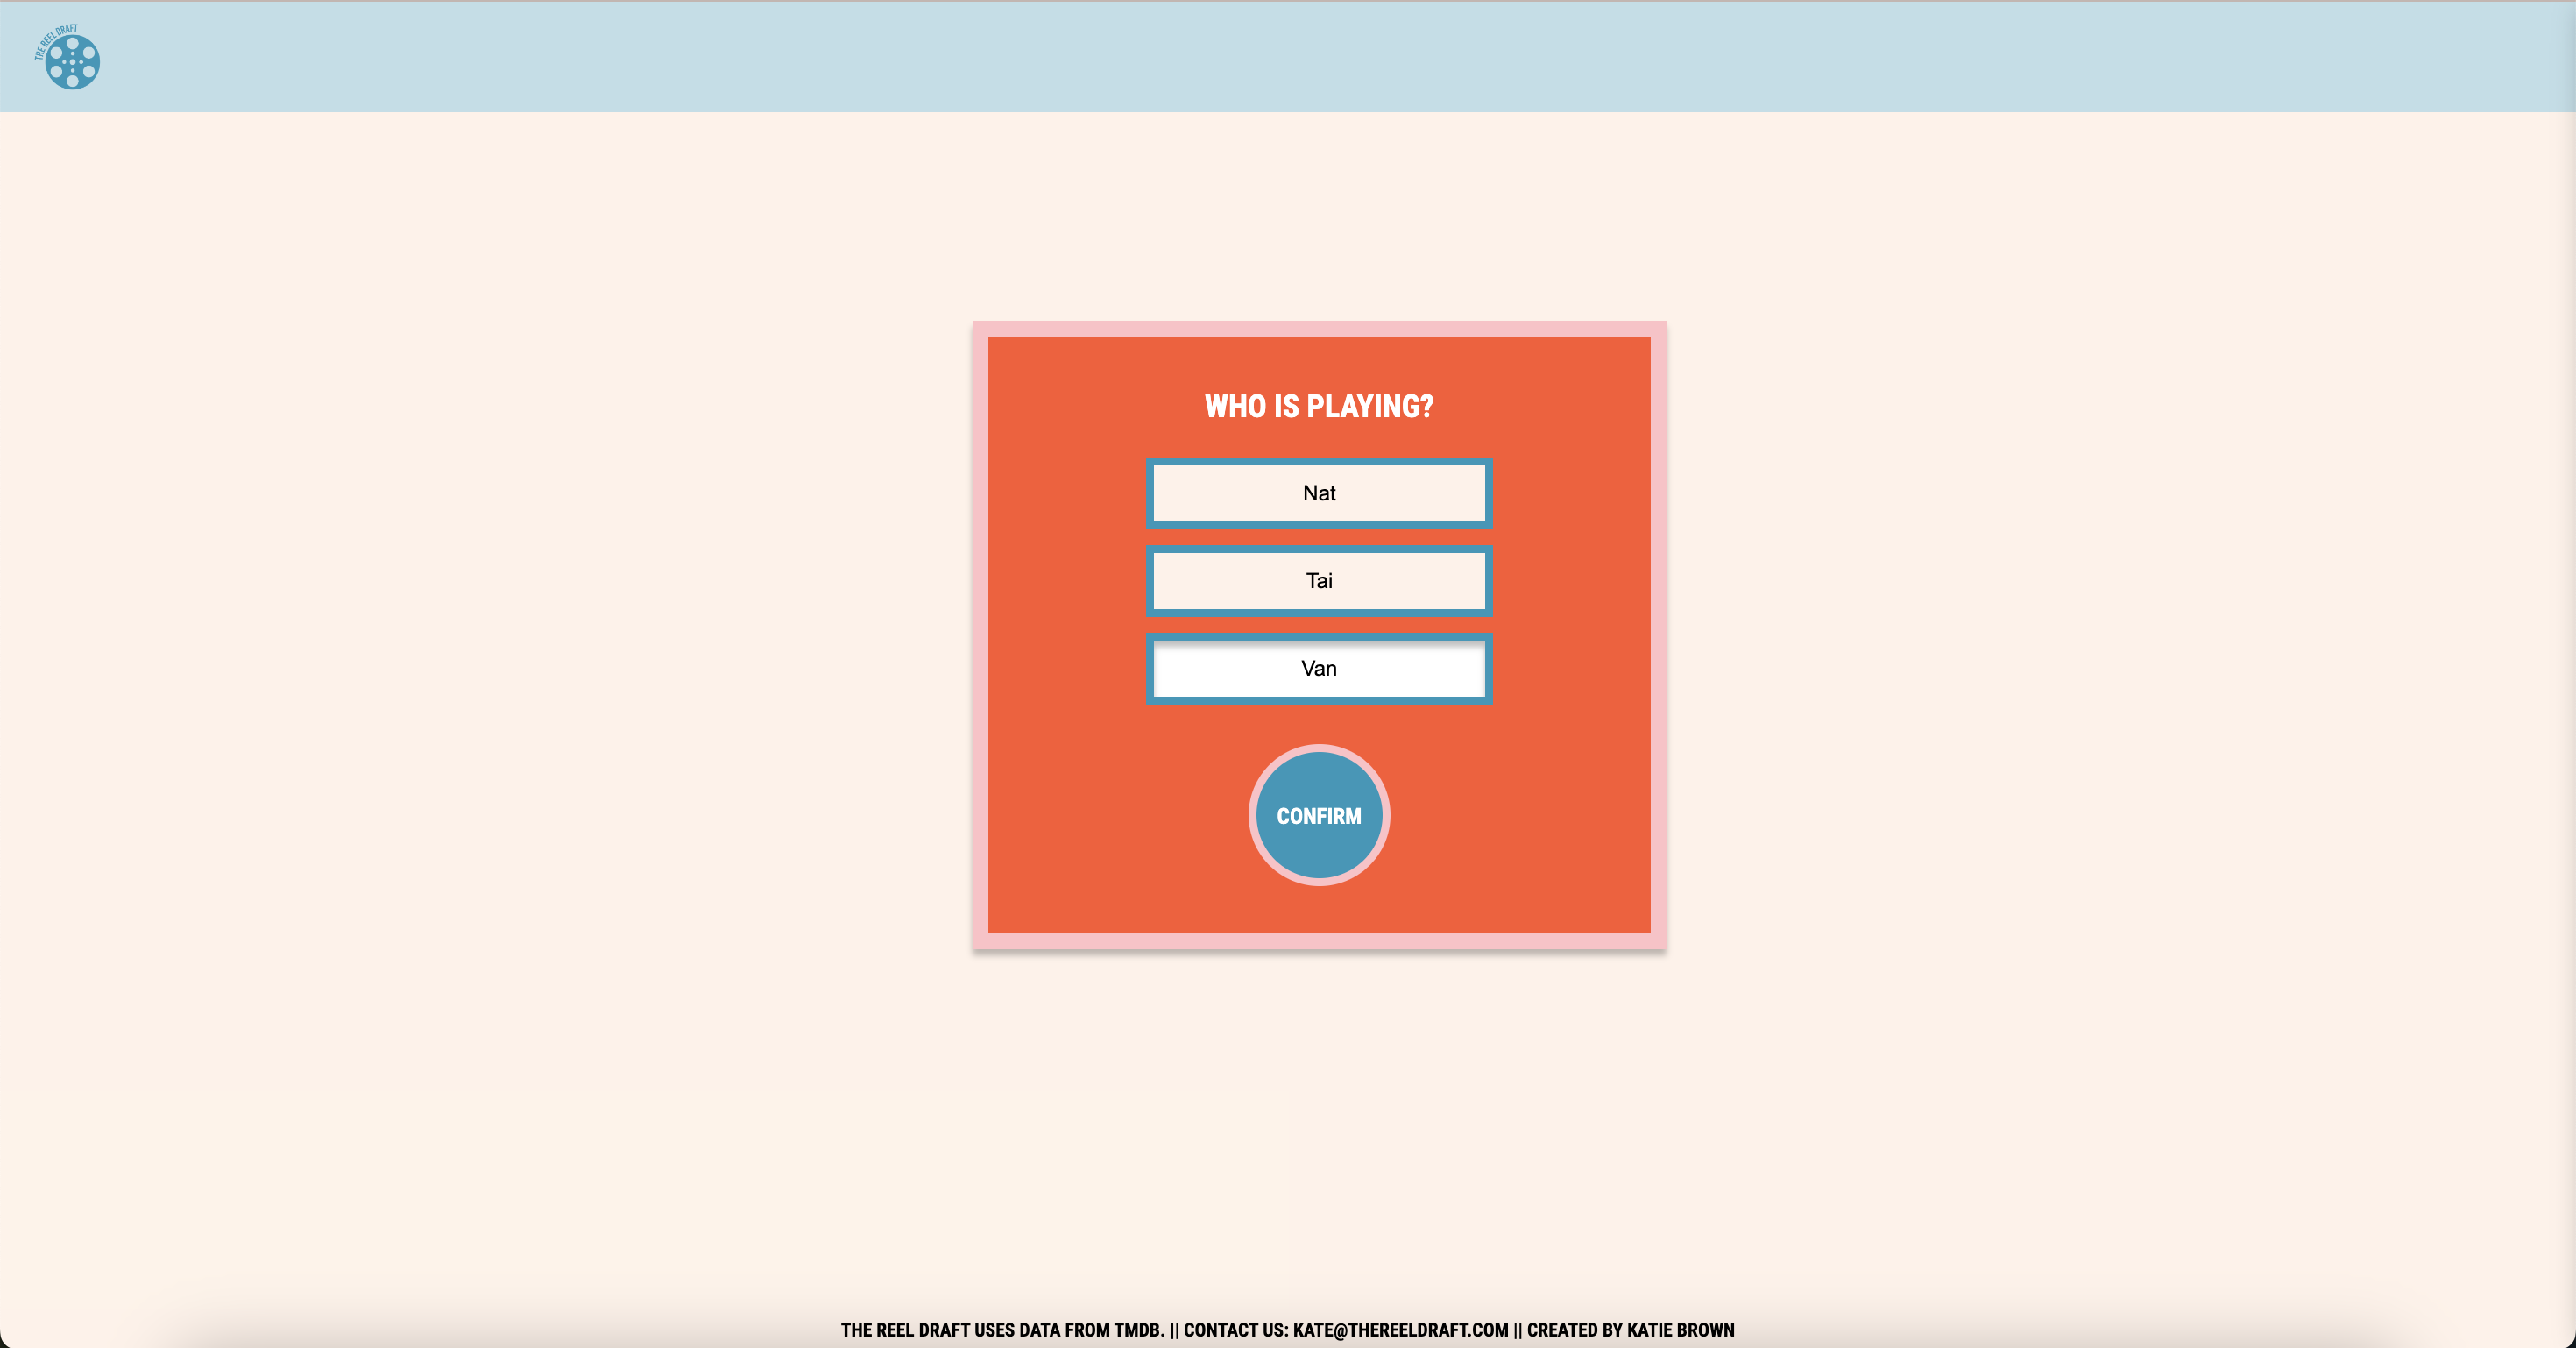 THE REEL DRAFT
WHO IS PLAYING?
Nat
Tai
Van
CONFIRM
THE REEL DRAFT USES DATA FROM TMDB. || CONTACT US: KATE@THEREELDRAFT.COM || CREATED BY KATIE BROWN